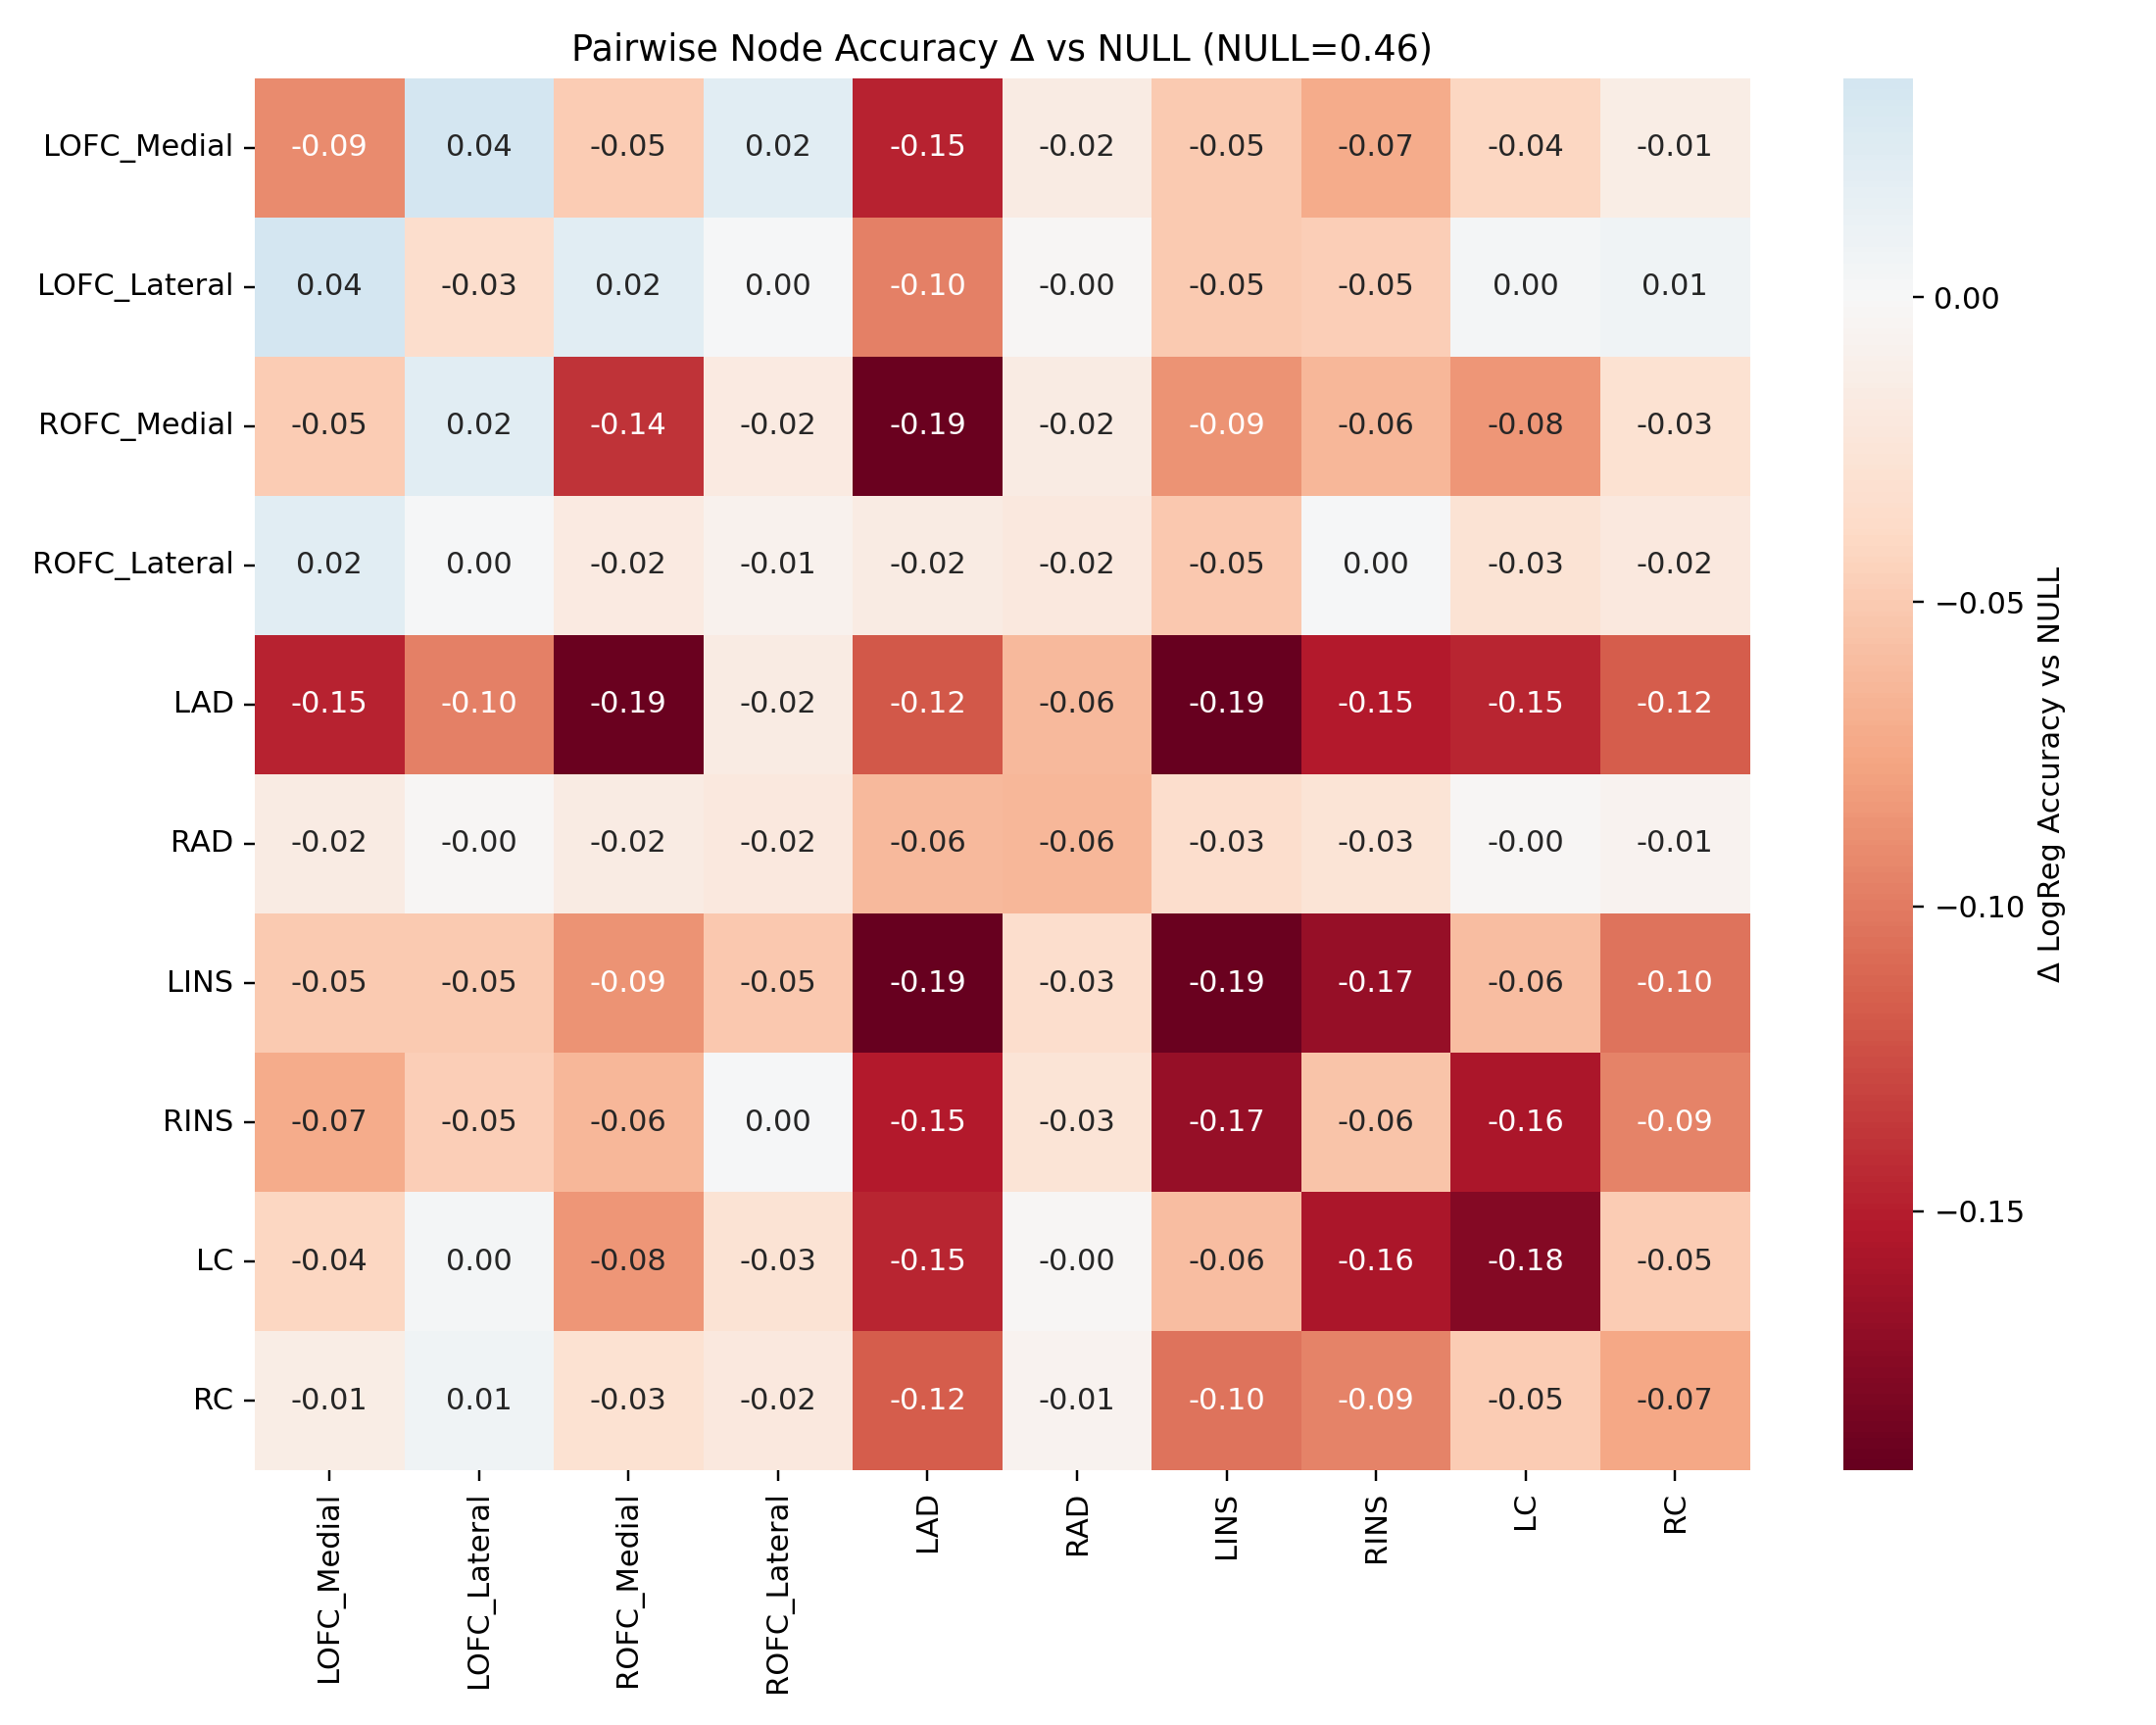 Pairwise Node Accuracy Δ vs NULL (NULL=0.46)
LOFC_Medial -0.09 0.04 -0.05 0.02 -0.15 -0.02 -0.05 -0.07 -0.04 -0.01
LOFC_Lateral 0.04 -0.03 0.02 0.00 -0.10 -0.00 -0.05 -0.05 0.00 0.01
ROFC_Medial -0.05 0.02 -0.14 -0.02 -0.19 -0.02 -0.09 -0.06 -0.08 -0.03
ROFC_Lateral 0.02 0.00 -0.02 -0.01 -0.02 -0.02 -0.05 0.00 -0.03 -0.02
LAD -0.15 -0.10 -0.19 -0.02 -0.12 -0.06 -0.19 -0.15 -0.15 -0.12
RAD -0.02 -0.00 -0.02 -0.02 -0.06 -0.06 -0.03 -0.03 -0.00 -0.01
LINS -0.05 -0.05 -0.09 -0.05 -0.19 -0.03 -0.19 -0.17 -0.06 -0.10
RINS -0.07 -0.05 -0.06 0.00 -0.15 -0.03 -0.17 -0.06 -0.16 -0.09
LC -0.04 0.00 -0.08 -0.03 -0.15 -0.00 -0.06 -0.16 -0.18 -0.05
RC -0.01 0.01 -0.03 -0.02 -0.12 -0.01 -0.10 -0.09 -0.05 -0.07
LOFC_Medial
LOFC_Lateral
ROFC_Medial
ROFC_Lateral
LAD
RAD
LINS
RINS
LC
RC
0.00
−0.05
−0.10
−0.15
Δ LogReg Accuracy vs NULL